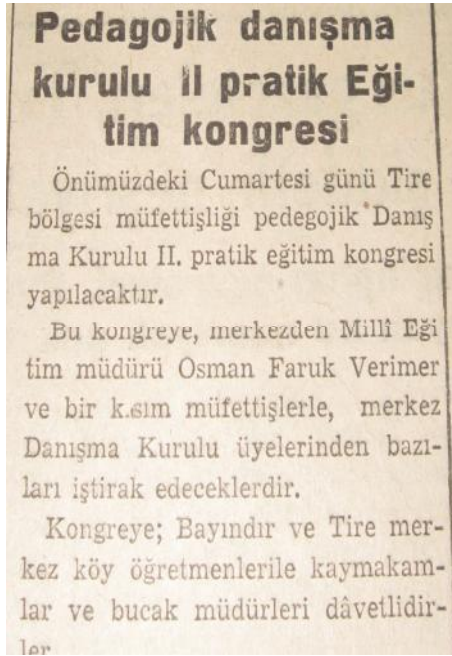 Pedagojik danışma
kurulu II pratik Eği-
tim kongresi
Önümüzdeki Cumartesi günü Tire
bölgesi müfettişliği pedegojik Danış
ma Kurulu II. pratik eğitim kongresi
yapılacaktır.
Bu kongreye, merkezden Millî Eği
tim müdürü Osman Faruk Verimer
ve bir k.sım müfettişlerle, merkez
Danışma Kurulu üyelerinden bazı-
ları iştirak edeceklerdir.
Kongreye; Bayındır ve Tire mer-
kez köy öğretmenlerile kaymakam-
lar ve bucak müdürleri dâvetlidir-
ler